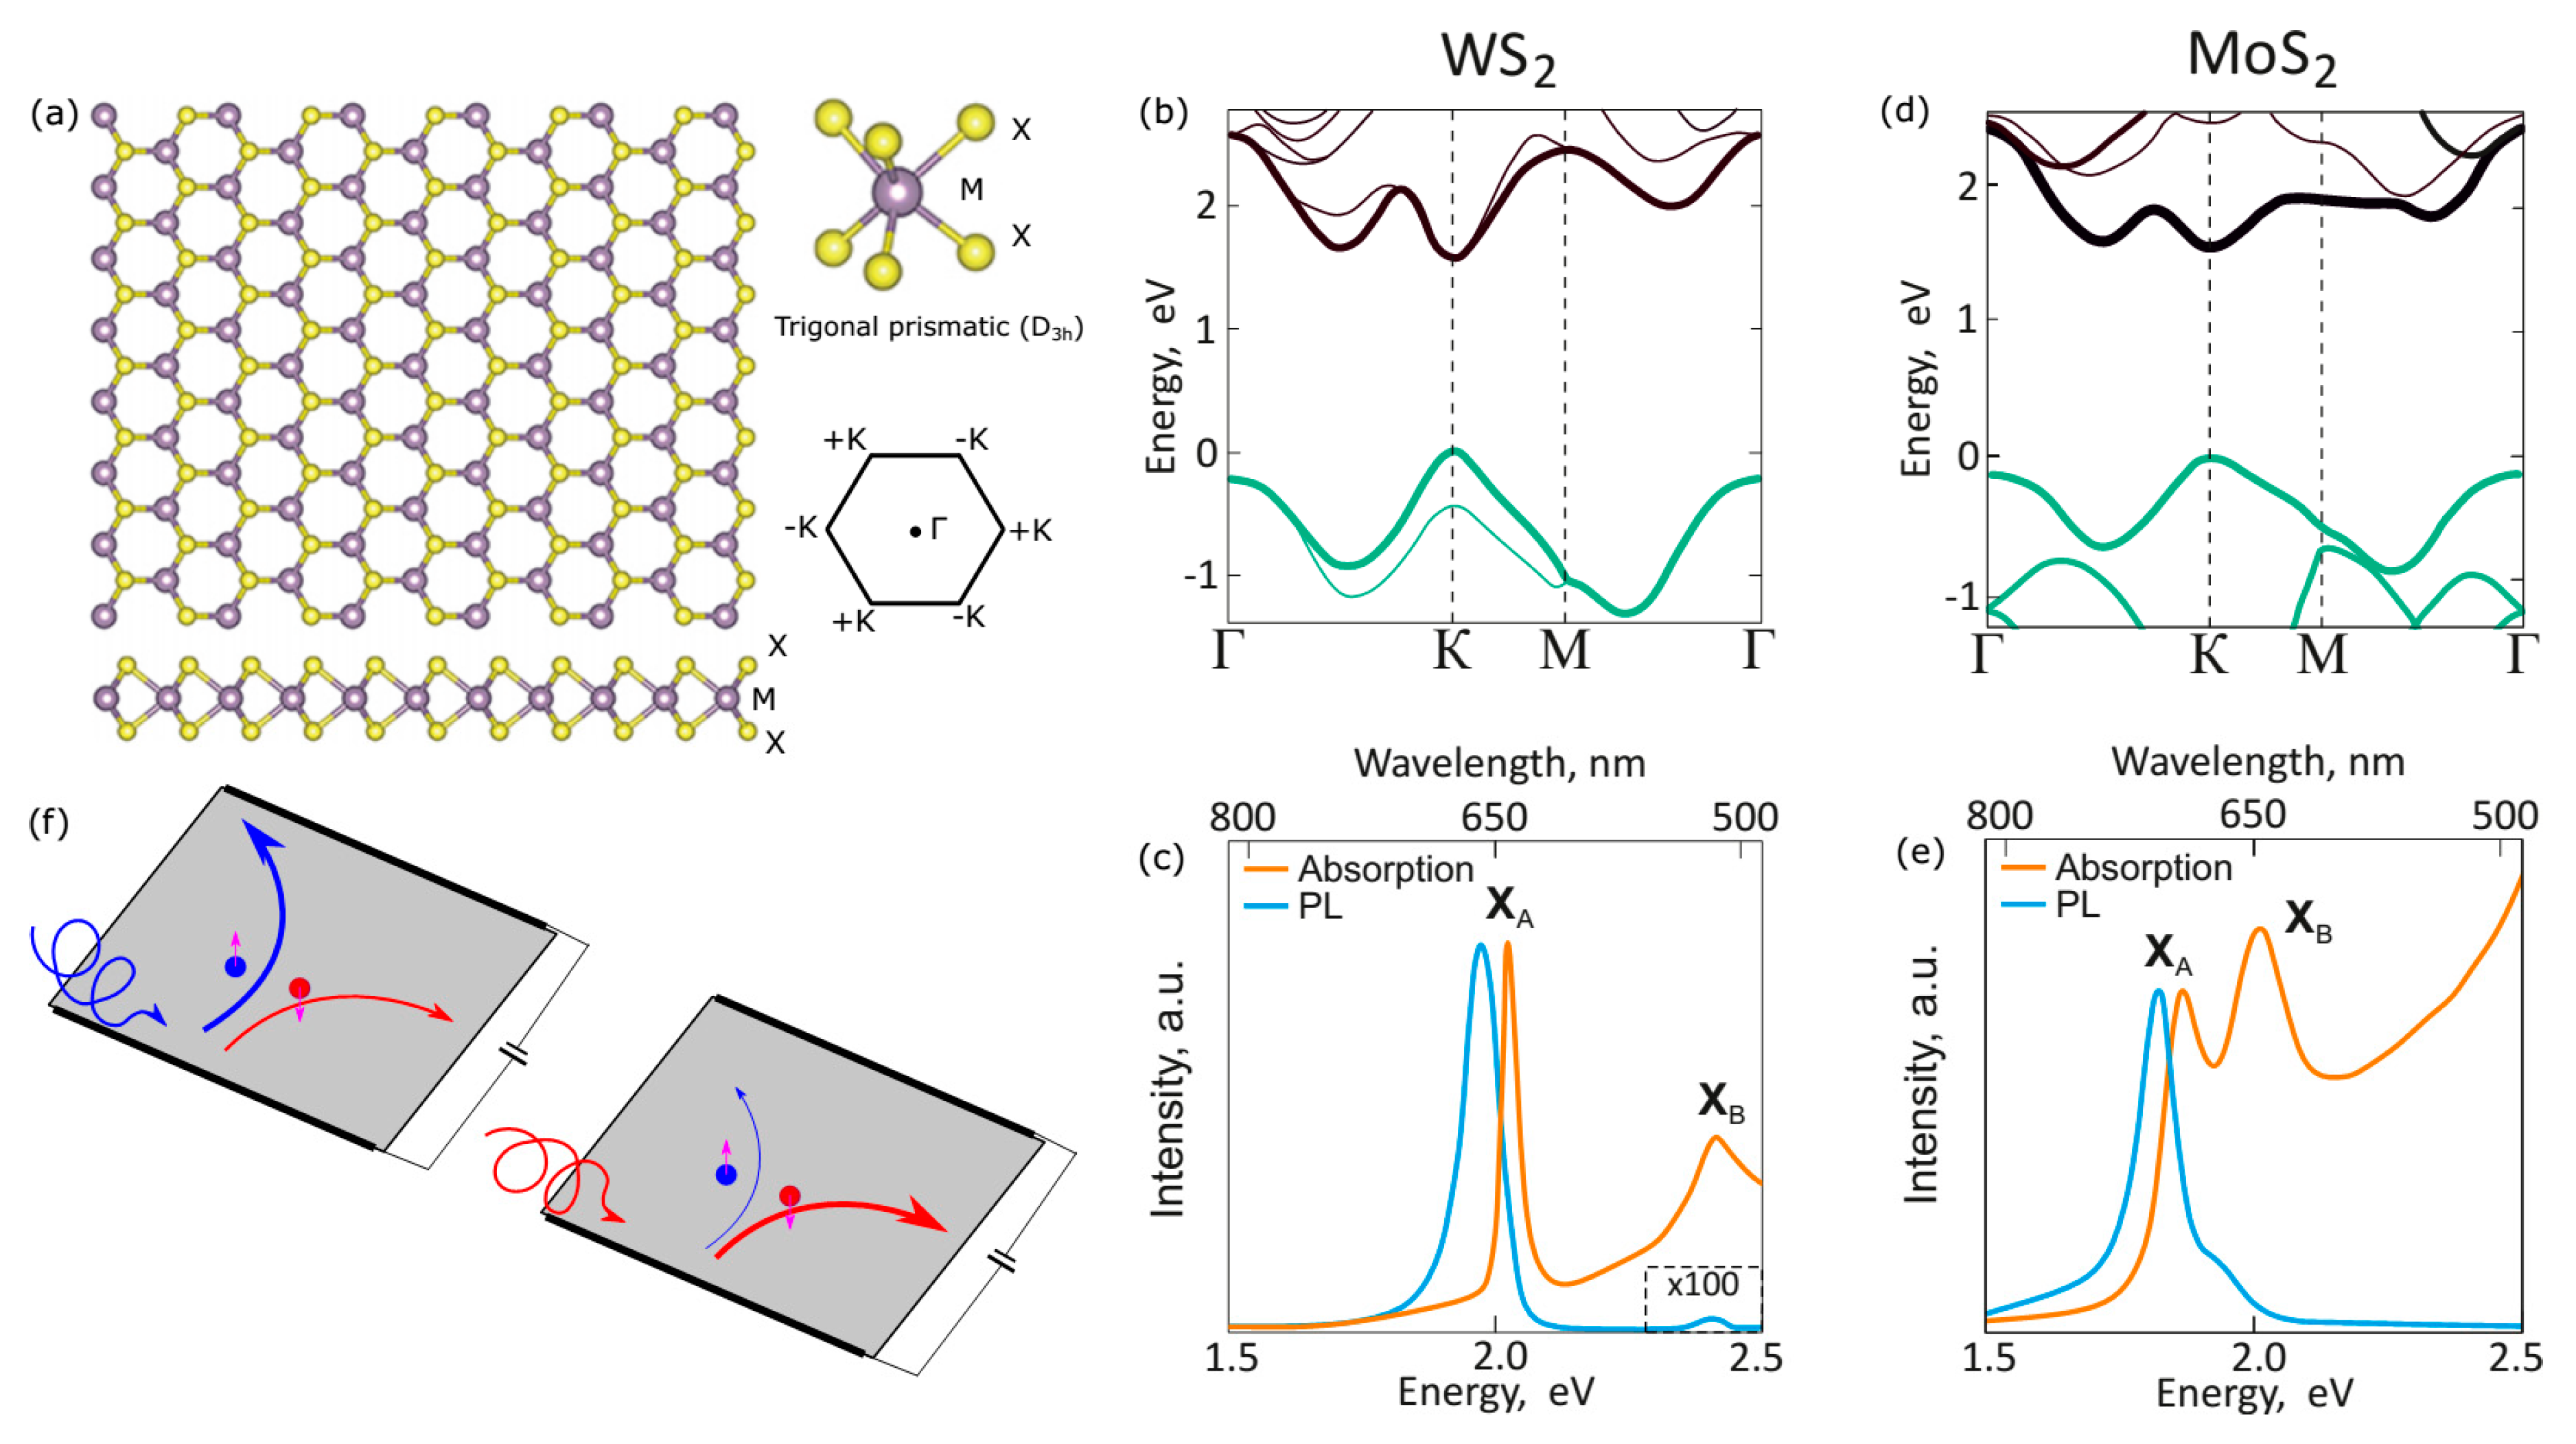 (a)
X
M
X
Trigonal prismatic (D3h)
+K
-K
-K
Γ
+K
+K
-K
X
M
X
WS2
(b)
Energy, eV
2
1
0
-1
Γ
K
M
Γ
MoS2
(d)
Energy, eV
2
1
0
-1
Γ
K
M
Γ
(f)
Wavelength, nm
800
650
500
(c)
Absorption
PL
XA
XB
x100
Intensity, a.u.
1.5
2.0
2.5
Energy, eV
Wavelength, nm
800
650
500
(e)
Absorption
PL
XA
XB
Intensity, a.u.
1.5
2.0
2.5
Energy, eV